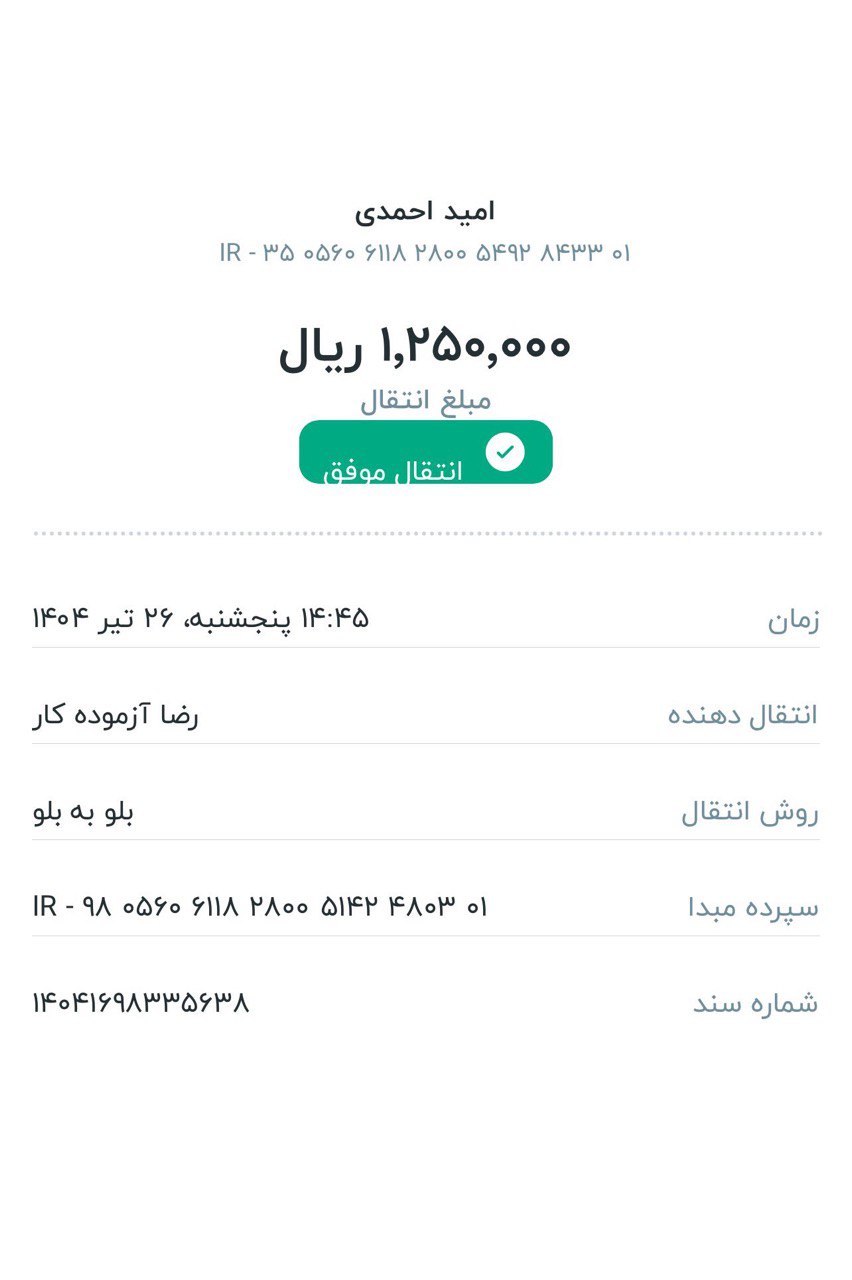 امید احمدی
IR - ۳۵ ۰۵۶۰ ۶۱۱۸ ۲۸۰۰ ۵۴۹۲ ۸۴۳۳ ۰۱
۱,۲۵۰,۰۰۰ ریال
مبلغ انتقال
انتقال موفق
زمان ۱۴:۴۵ پنجشنبه، ۲۶ تیر ۱۴۰۴
انتقال دهنده رضا آزموده کار
روش انتقال بلو به بلو
سپرده مبدا IR - ۹۸ ۰۵۶۰ ۶۱۱۸ ۲۸۰۰ ۵۱۴۲ ۴۸۰۳ ۰۱
شماره سند ۱۴۰۴۱۶۹۸۳۳۵۶۳۸